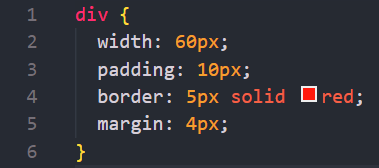 1 div {
2   width: 60px;
3   padding: 10px;
4   border: 5px solid red;
5   margin: 4px;
6 }